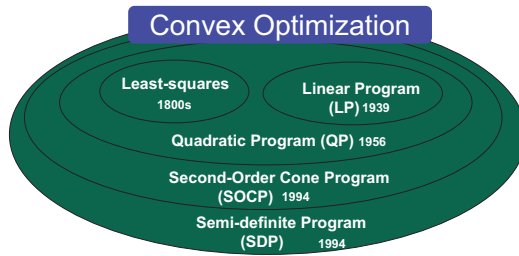 Convex Optimization
Least-squares
1800s
Linear Program
(LP) 1939
Quadratic Program (QP) 1956
Second-Order Cone Program
(SOCP) 1994
Semi-definite Program
(SDP) 1994